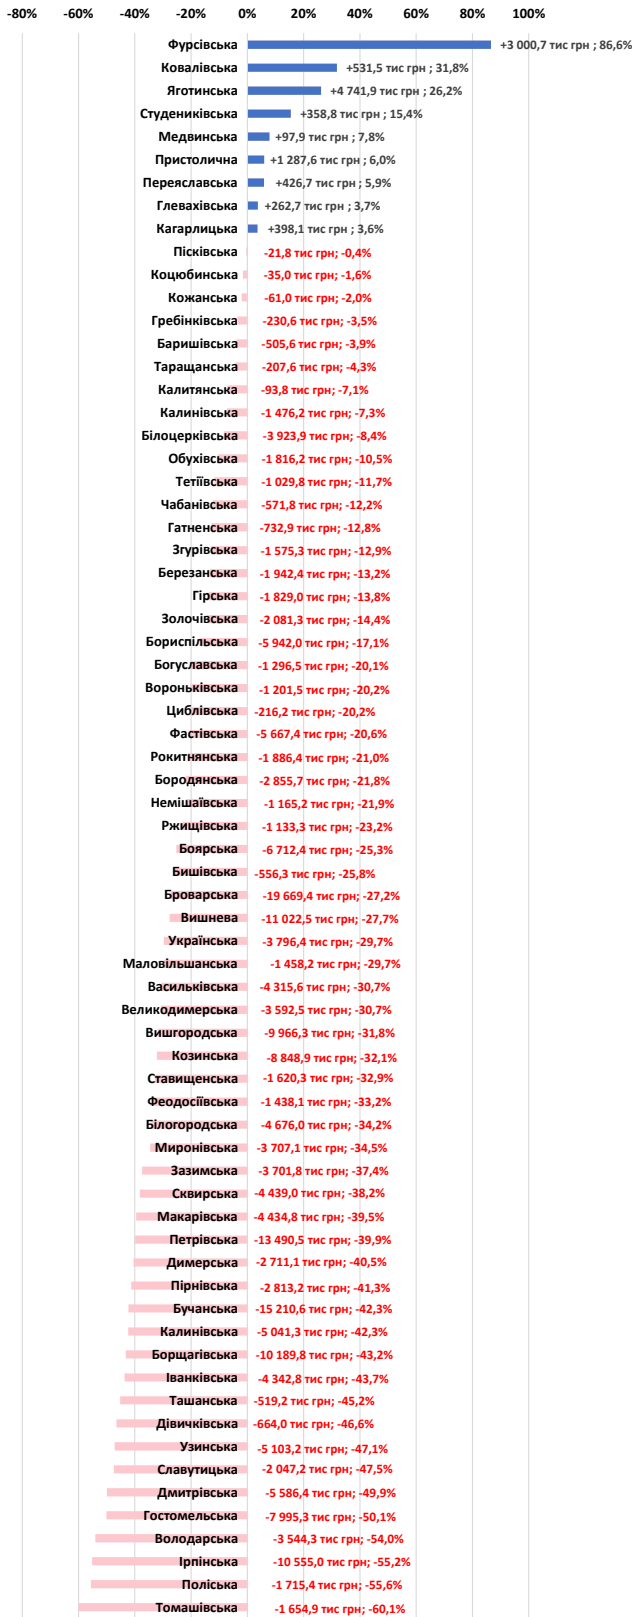 -80% -60% -40% -20% 0% 20% 40% 60% 80% 100%
Фурсівська +3 000,7 тис грн ; 86,6%
Ковалівська +531,5 тис грн ; 31,8%
Яготинська +4 741,9 тис грн ; 26,2%
Студениківська +358,8 тис грн ; 15,4%
Медвинська +97,9 тис грн ; 7,8%
Пристолична +1 287,6 тис грн ; 6,0%
Переяславська +426,7 тис грн ; 5,9%
Глевахівська +262,7 тис грн ; 3,7%
Кагарлицька +398,1 тис грн ; 3,6%
Пісківська -21,8 тис грн; -0,4%
Коцюбинська -35,0 тис грн; -1,6%
Кожанська -61,0 тис грн; -2,0%
Гребінківська -230,6 тис грн; -3,5%
Баришівська -505,6 тис грн; -3,9%
Таращанська -207,6 тис грн; -4,3%
Калитянська -93,8 тис грн; -7,1%
Калинівська -1 476,2 тис грн; -7,3%
Білоцерківська -3 923,9 тис грн; -8,4%
Обухівська -1 816,2 тис грн; -10,5%
Тетіївська -1 029,8 тис грн; -11,7%
Чабанівська -571,8 тис грн; -12,2%
Гатненська -732,9 тис грн; -12,8%
Згурівська -1 575,3 тис грн; -12,9%
Березанська -1 942,4 тис грн; -13,2%
Гірська -1 829,0 тис грн; -13,8%
Золочівська -2 081,3 тис грн; -14,4%
Бориспільська -5 942,0 тис грн; -17,1%
Богуславська -1 296,5 тис грн; -20,1%
Вороньківська -1 201,5 тис грн; -20,2%
Циблівська -216,2 тис грн; -20,2%
Фастівська -5 667,4 тис грн; -20,6%
Рокитнянська -1 886,4 тис грн; -21,0%
Бородянська -2 855,7 тис грн; -21,8%
Немішаївська -1 165,2 тис грн; -21,9%
Ржищівська -1 133,3 тис грн; -23,2%
Боярська -6 712,4 тис грн; -25,3%
Бишівська -556,3 тис грн; -25,8%
Броварська -19 669,4 тис грн; -27,2%
Вишнева -11 022,5 тис грн; -27,7%
Українська -3 796,4 тис грн; -29,7%
Маловільшанська -1 458,2 тис грн; -29,7%
Васильківська -4 315,6 тис грн; -30,7%
Великодимерська -3 592,5 тис грн; -30,7%
Вишгородська -9 966,3 тис грн; -31,8%
Козинська -8 848,9 тис грн; -32,1%
Ставищенська -1 620,3 тис грн; -32,9%
Феодосіївська -1 438,1 тис грн; -33,2%
Білогородська -4 676,0 тис грн; -34,2%
Миронівська -3 707,1 тис грн; -34,5%
Зазимська -3 701,8 тис грн; -37,4%
Сквирська -4 439,0 тис грн; -38,2%
Макарівська -4 434,8 тис грн; -39,5%
Петрівська -13 490,5 тис грн; -39,9%
Димерська -2 711,1 тис грн; -40,5%
Пірнівська -2 813,2 тис грн; -41,3%
Бучанська -15 210,6 тис грн; -42,3%
Калинівська -5 041,3 тис грн; -42,3%
Борщагівська -10 189,8 тис грн; -43,2%
Іванківська -4 342,8 тис грн; -43,7%
Ташанська -519,2 тис грн; -45,2%
Дівичківська -664,0 тис грн; -46,6%
Узинська -5 103,2 тис грн; -47,1%
Славутицька -2 047,2 тис грн; -47,5%
Дмитрівська -5 586,4 тис грн; -49,9%
Гостомельська -7 995,3 тис грн; -50,1%
Володарська -3 544,3 тис грн; -54,0%
Ірпінська -10 555,0 тис грн; -55,2%
Поліська -1 715,4 тис грн; -55,6%
Томашівська -1 654,9 тис грн; -60,1%